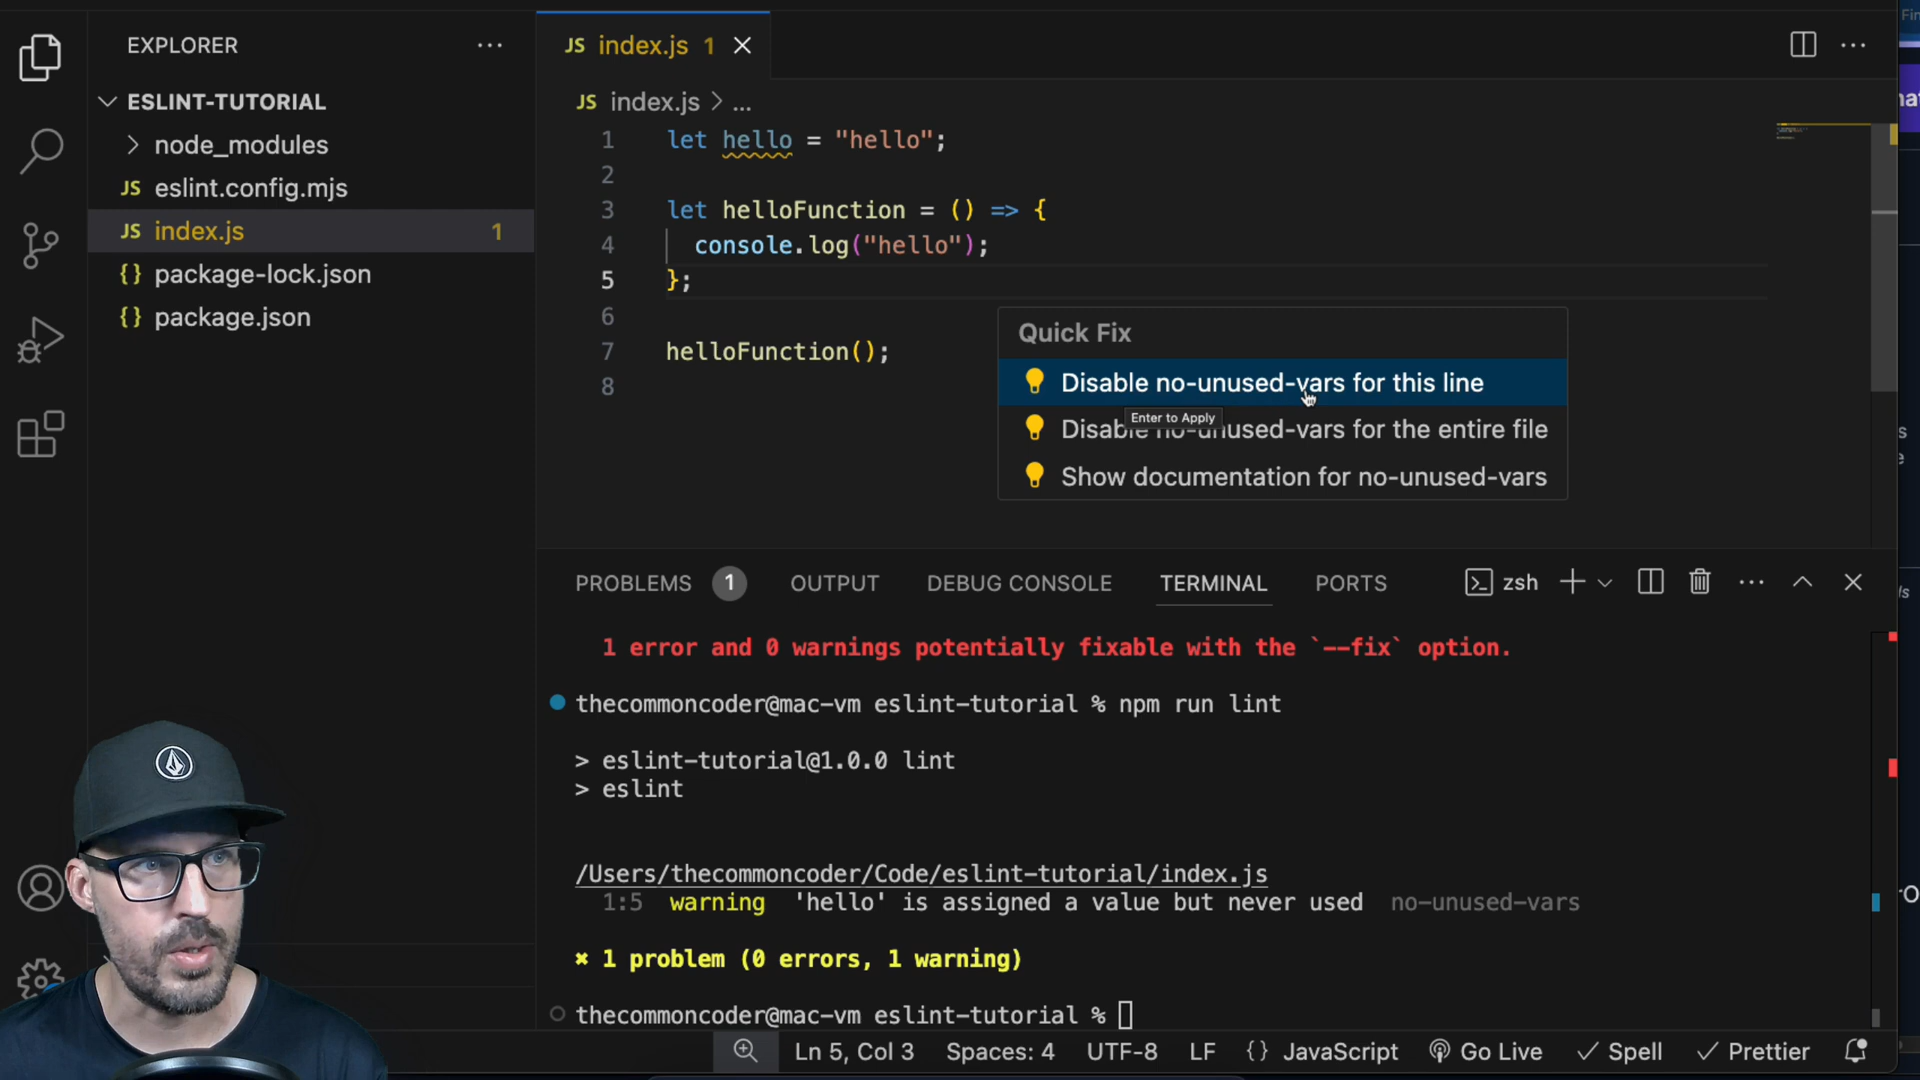 EXPLORER
ESLINT-TUTORIAL
node_modules
JS eslint.config.mjs
JS index.js 1
{} package-lock.json
{} package.json
JS index.js 1
JS index.js > ...
1 let hello = "hello";
2
3 let helloFunction = () => {
4 console.log("hello");
5 };
6
7 helloFunction();
8
Quick Fix
Disable no-unused-vars for this line
Enter to Apply
Disable no-unused-vars for the entire file
Show documentation for no-unused-vars
PROBLEMS 1 OUTPUT DEBUG CONSOLE TERMINAL PORTS zsh
1 error and 0 warnings potentially fixable with the `--fix` option.
thecommoncoder@mac-vm eslint-tutorial % npm run lint
> eslint-tutorial@1.0.0 lint
> eslint
/Users/thecommoncoder/Code/eslint-tutorial/index.js
1:5 warning 'hello' is assigned a value but never used no-unused-vars
✖ 1 problem (0 errors, 1 warning)
thecommoncoder@mac-vm eslint-tutorial %
Ln 5, Col 3 Spaces: 4 UTF-8 LF {} JavaScript Go Live ✓ Spell ✓ Prettier